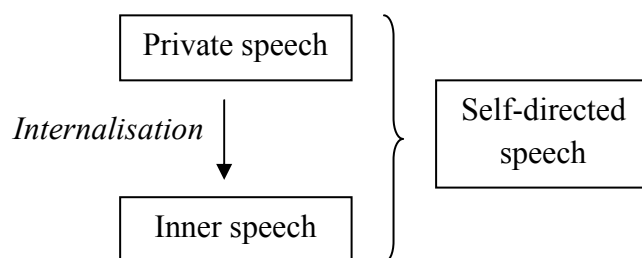 Private speech
Internalisation
Self-directed
speech
Inner speech